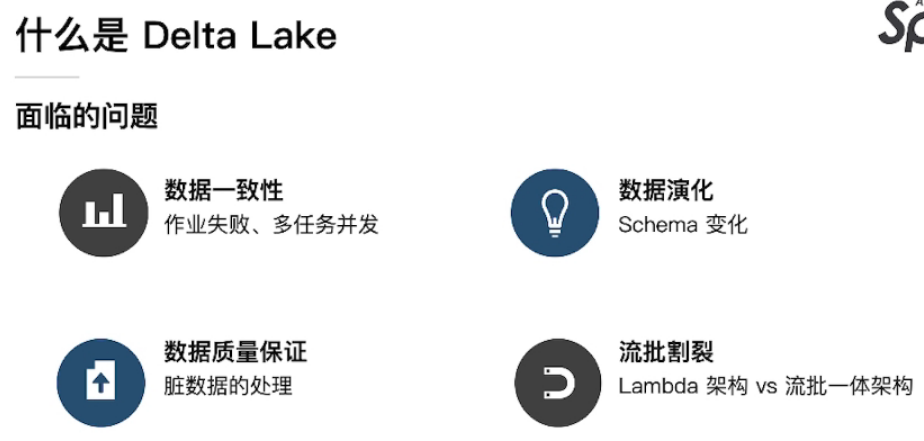 什么是 Delta Lake
Sp
面临的问题
数据一致性
作业失败、多任务并发
数据演化
Schema 变化
数据质量保证
脏数据的处理
流批割裂
Lambda 架构 vs 流批一体架构